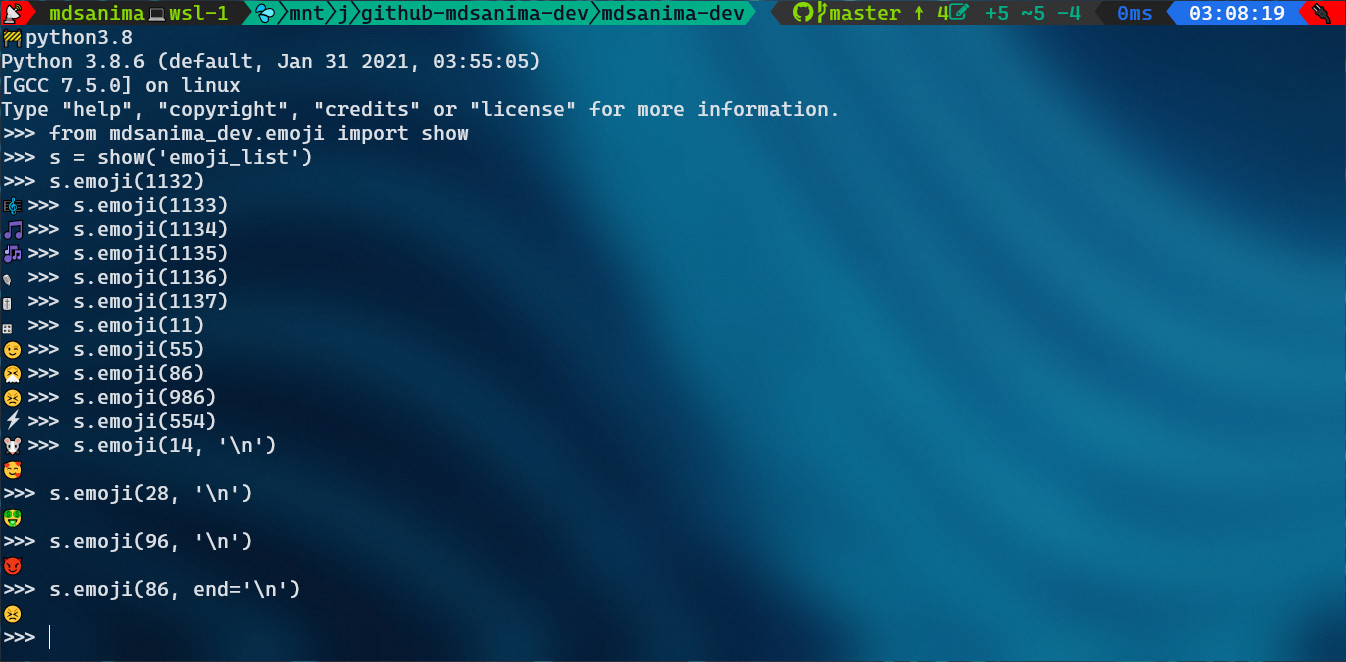 mdsanima💻wsl-1 mnt j github-mdsanima-dev mdsanima-dev master ↑ 4 +5 ~5 -4 0ms 03:08:19
🚧python3.8
Python 3.8.6 (default, Jan 31 2021, 03:55:05)
[GCC 7.5.0] on linux
Type "help", "copyright", "credits" or "license" for more information.
>>> from mdsanima_dev.emoji import show
>>> s = show('emoji_list')
>>> s.emoji(1132)
🎼>>> s.emoji(1133)
🎵>>> s.emoji(1134)
🎶>>> s.emoji(1135)
🎙>>> s.emoji(1136)
🎚>>> s.emoji(1137)
🎛>>> s.emoji(11)
😉>>> s.emoji(55)
🤧>>> s.emoji(86)
😣>>> s.emoji(986)
⚡>>> s.emoji(554)
🐭>>> s.emoji(14, '\n')
🥰
>>> s.emoji(28, '\n')
🤑
>>> s.emoji(96, '\n')
😈
>>> s.emoji(86, end='\n')
😣
>>>